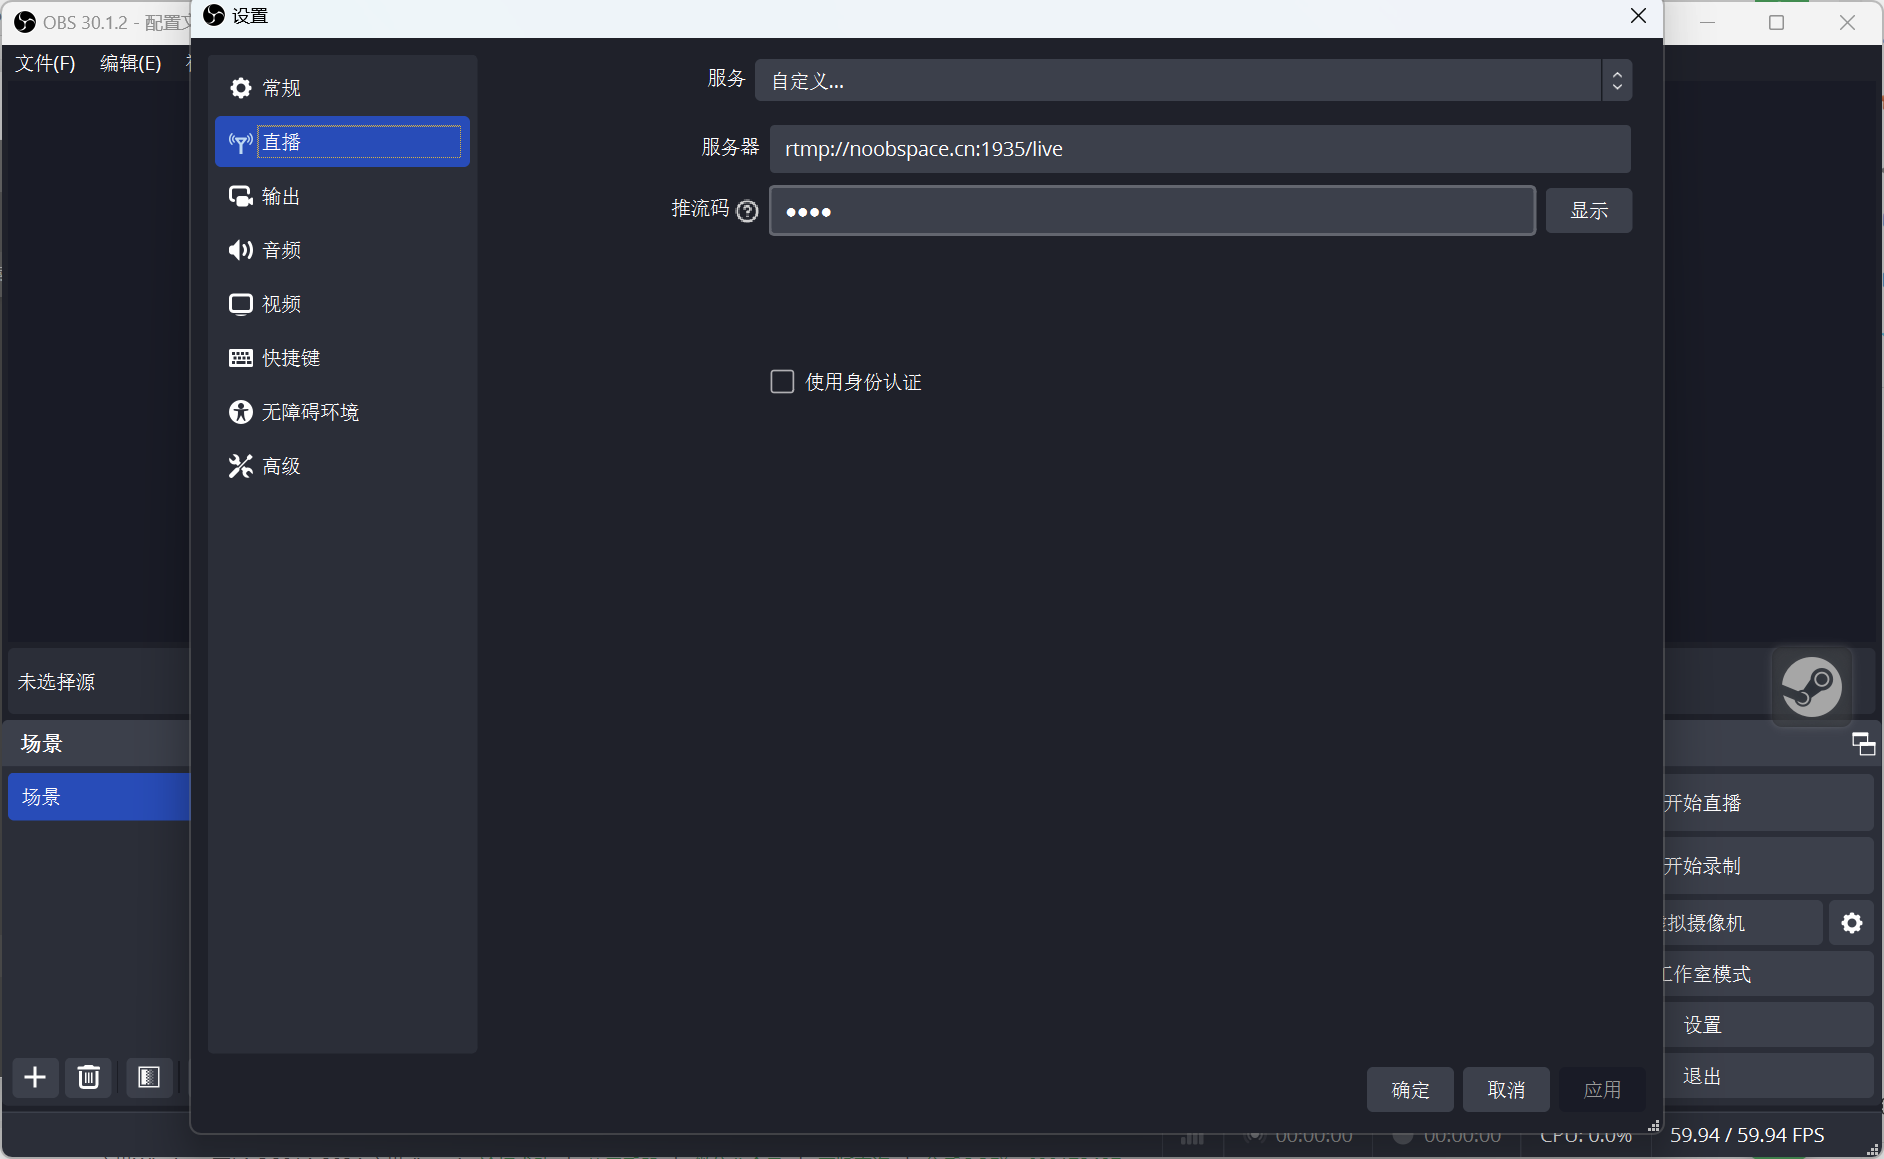 OBS 30.1.2 - 配置文
设置
文件(F)
编辑(E)
常规
直播
输出
音频
视频
快捷键
无障碍环境
高级
服务
自定义...
服务器
rtmp://noobspace.cn:1935/live
推流码
●●●●
显示
使用身份认证
未选择源
场景
场景
开始直播
开始录制
拟摄像机
工作室模式
设置
退出
确定
取消
应用
00:00:00
00:00:00
CPU: 0.0%
59.94 / 59.94 FPS